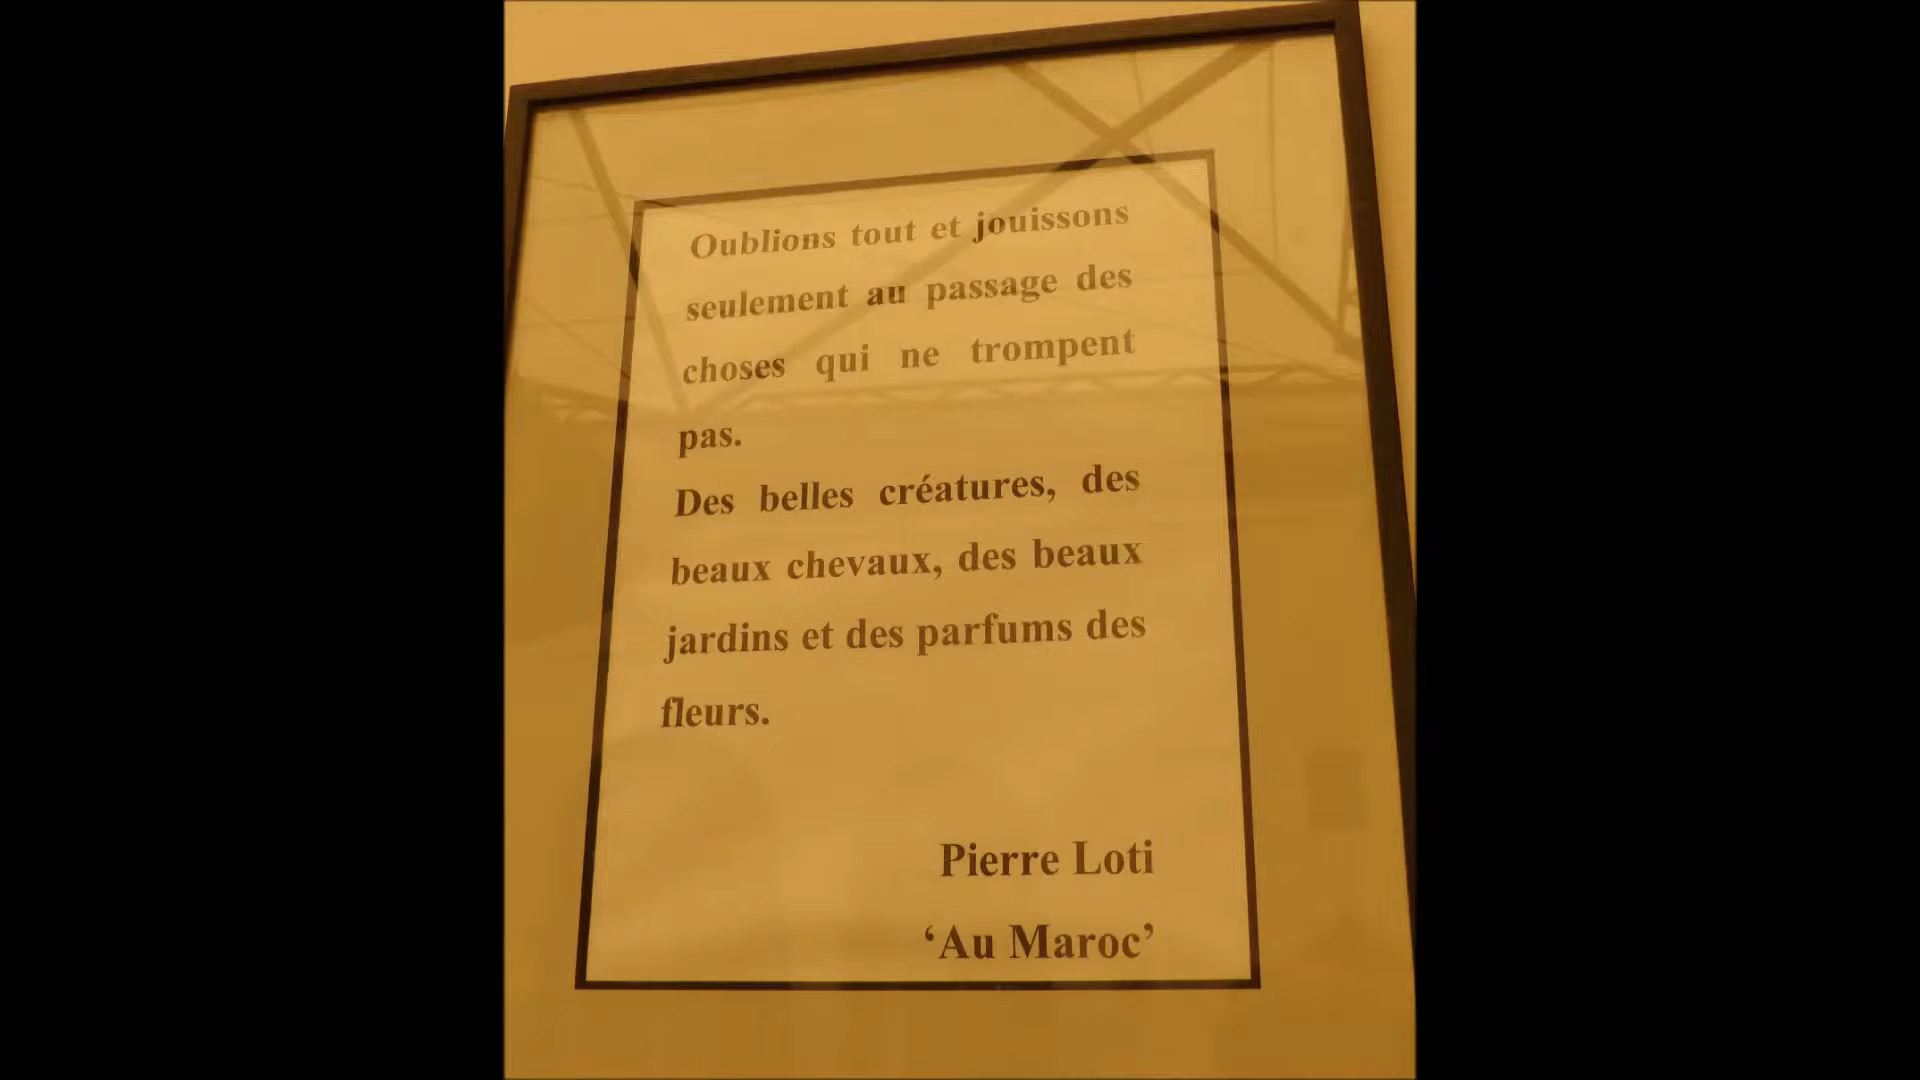 Oublions tout et jouissons
seulement au passage des
choses qui ne trompent
pas.
Des belles créatures, des
beaux chevaux, des beaux
jardins et des parfums des
fleurs.
Pierre Loti
‘Au Maroc’